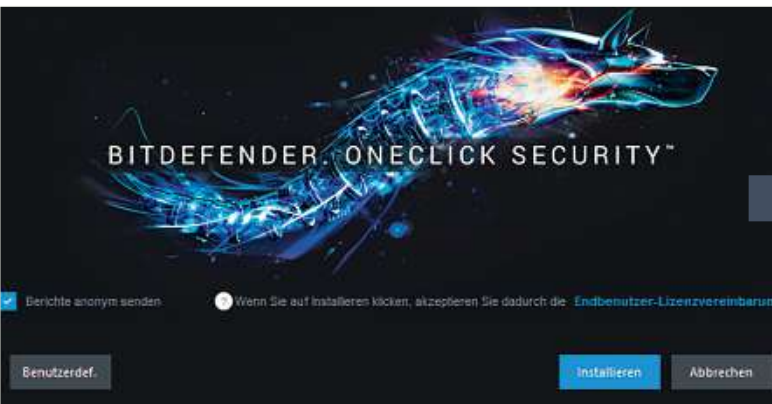 BITDEFENDER. ONECLICK SECURITY™
Berichte anonym senden
? Wenn Sie auf Installieren klicken, akzeptieren Sie dadurch die Endbenutzer-Lizenzvereinbarun
Benutzerdef.
Installieren
Abbrechen